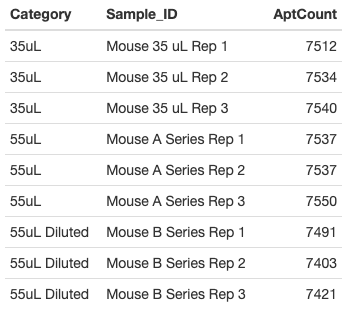 Category Sample_ID AptCount
35uL Mouse 35 uL Rep 1 7512
35uL Mouse 35 uL Rep 2 7534
35uL Mouse 35 uL Rep 3 7540
55uL Mouse A Series Rep 1 7537
55uL Mouse A Series Rep 2 7537
55uL Mouse A Series Rep 3 7550
55uL Diluted Mouse B Series Rep 1 7491
55uL Diluted Mouse B Series Rep 2 7403
55uL Diluted Mouse B Series Rep 3 7421